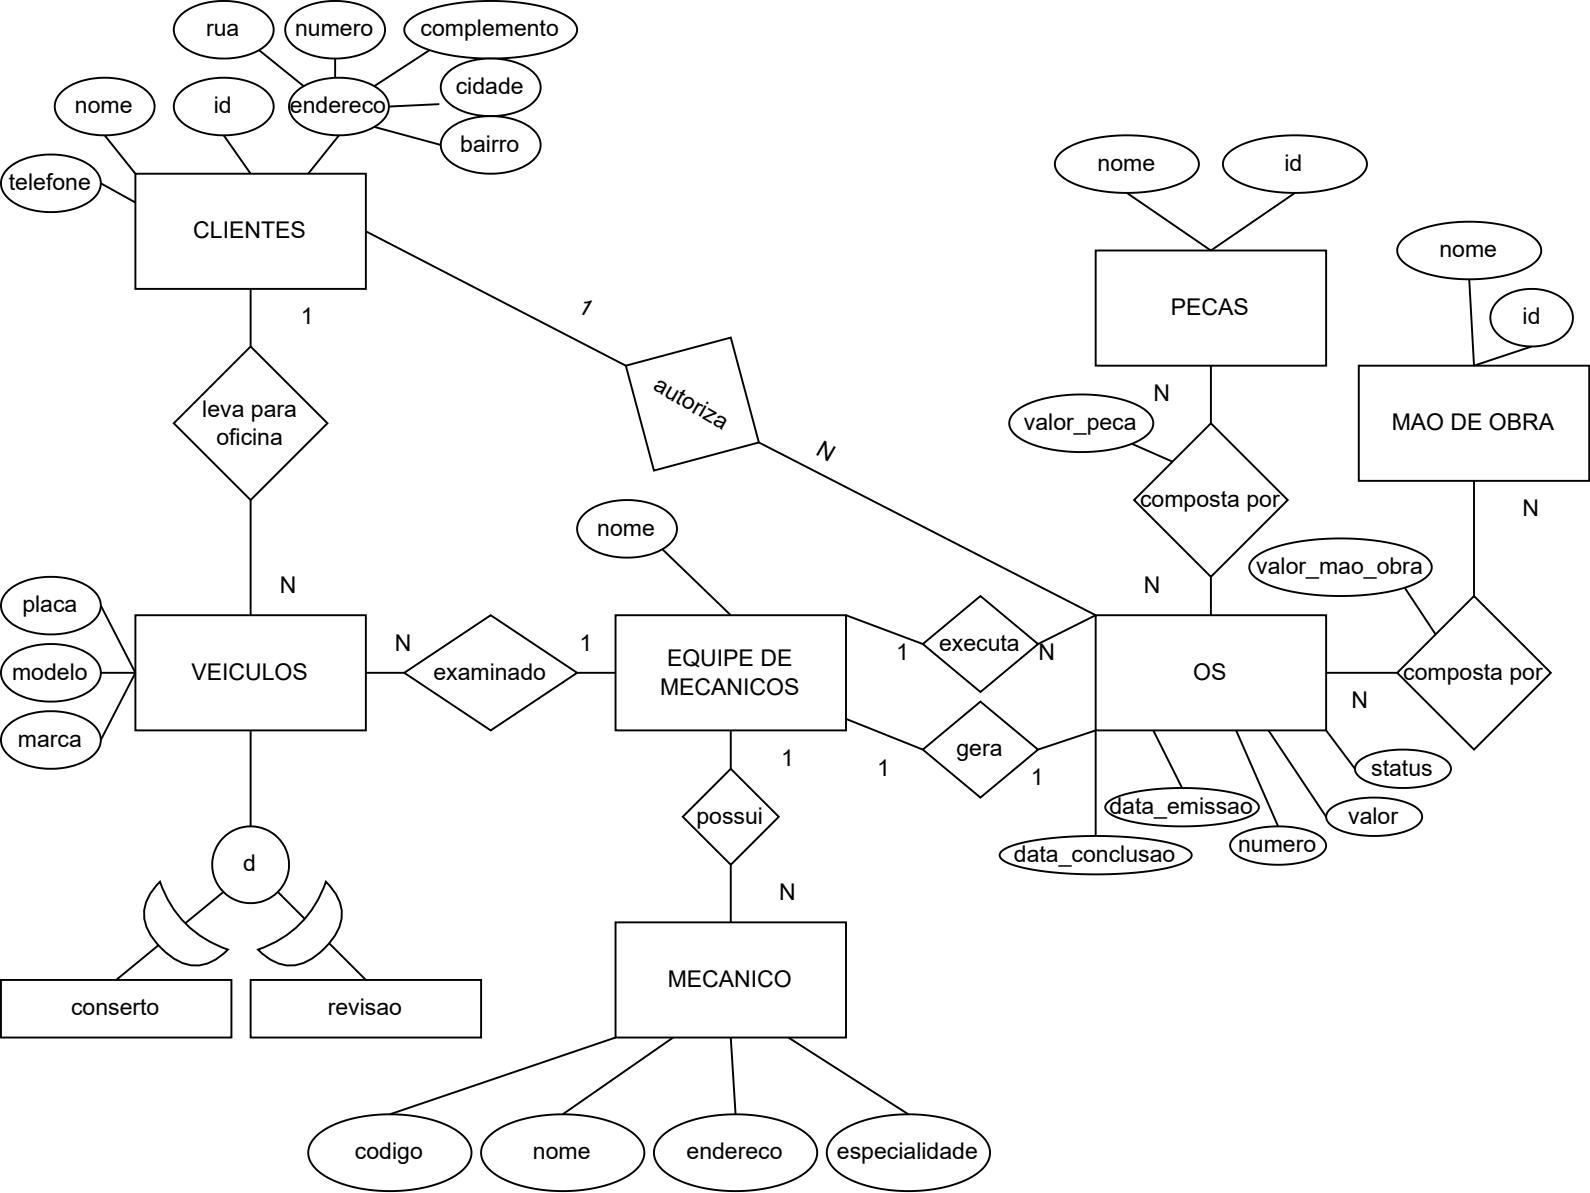 rua
numero
complemento
nome
id
endereco
cidade
bairro
telefone
CLIENTES
1
leva para
oficina
N
1
autoriza
N
nome
id
PECAS
N
valor_peca
composta por
N
nome
id
MAO DE OBRA
N
valor_mao_obra
composta por
N
placa
modelo
marca
VEICULOS
N
examinado
1
nome
EQUIPE DE
MECANICOS
1
executa
N
1
gera
1
OS
status
valor
numero
data_emissao
data_conclusao
d
conserto
revisao
1
possui
N
MECANICO
codigo
nome
endereco
especialidade